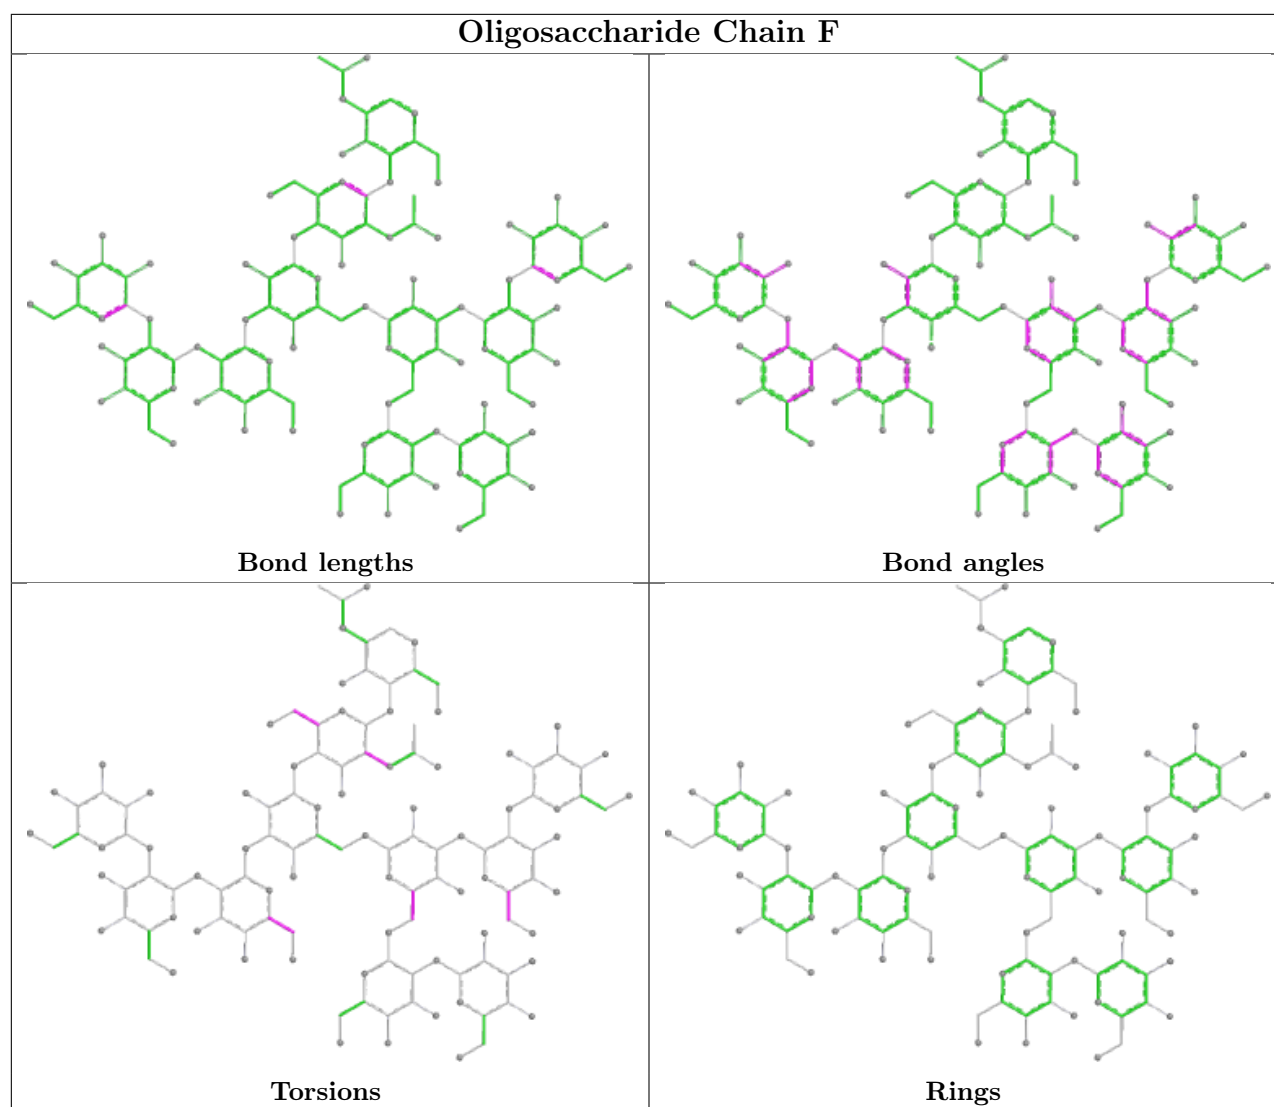 Oligosaccharide Chain F
Bond lengths
Bond angles
Torsions
Rings